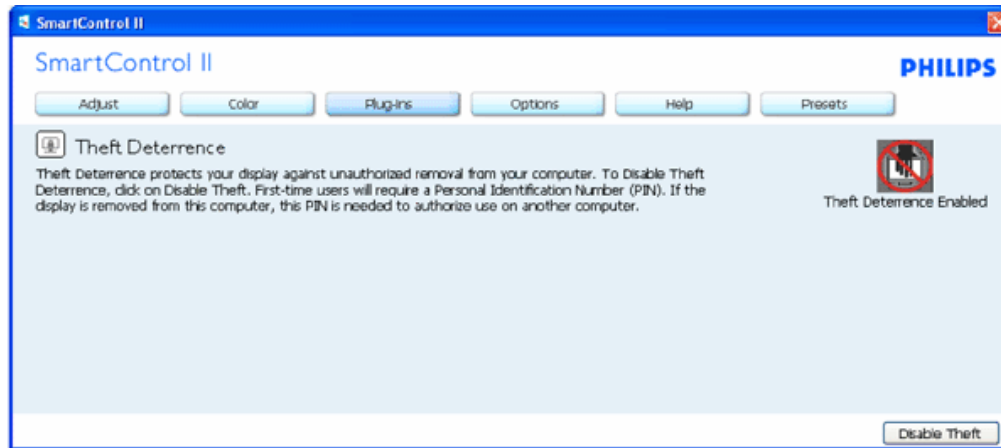 SmartControl II
SmartControl II
PHILIPS
Adjust Color Plug-Ins Options Help Presets
Theft Deterrence
Theft Deterrence protects your display against unauthorized removal from your computer. To Disable Theft
Deterrence, click on Disable Theft. First-time users will require a Personal Identification Number (PIN). If the
display is removed from this computer, this PIN is needed to authorize use on another computer.
Theft Deterrence Enabled
Disable Theft